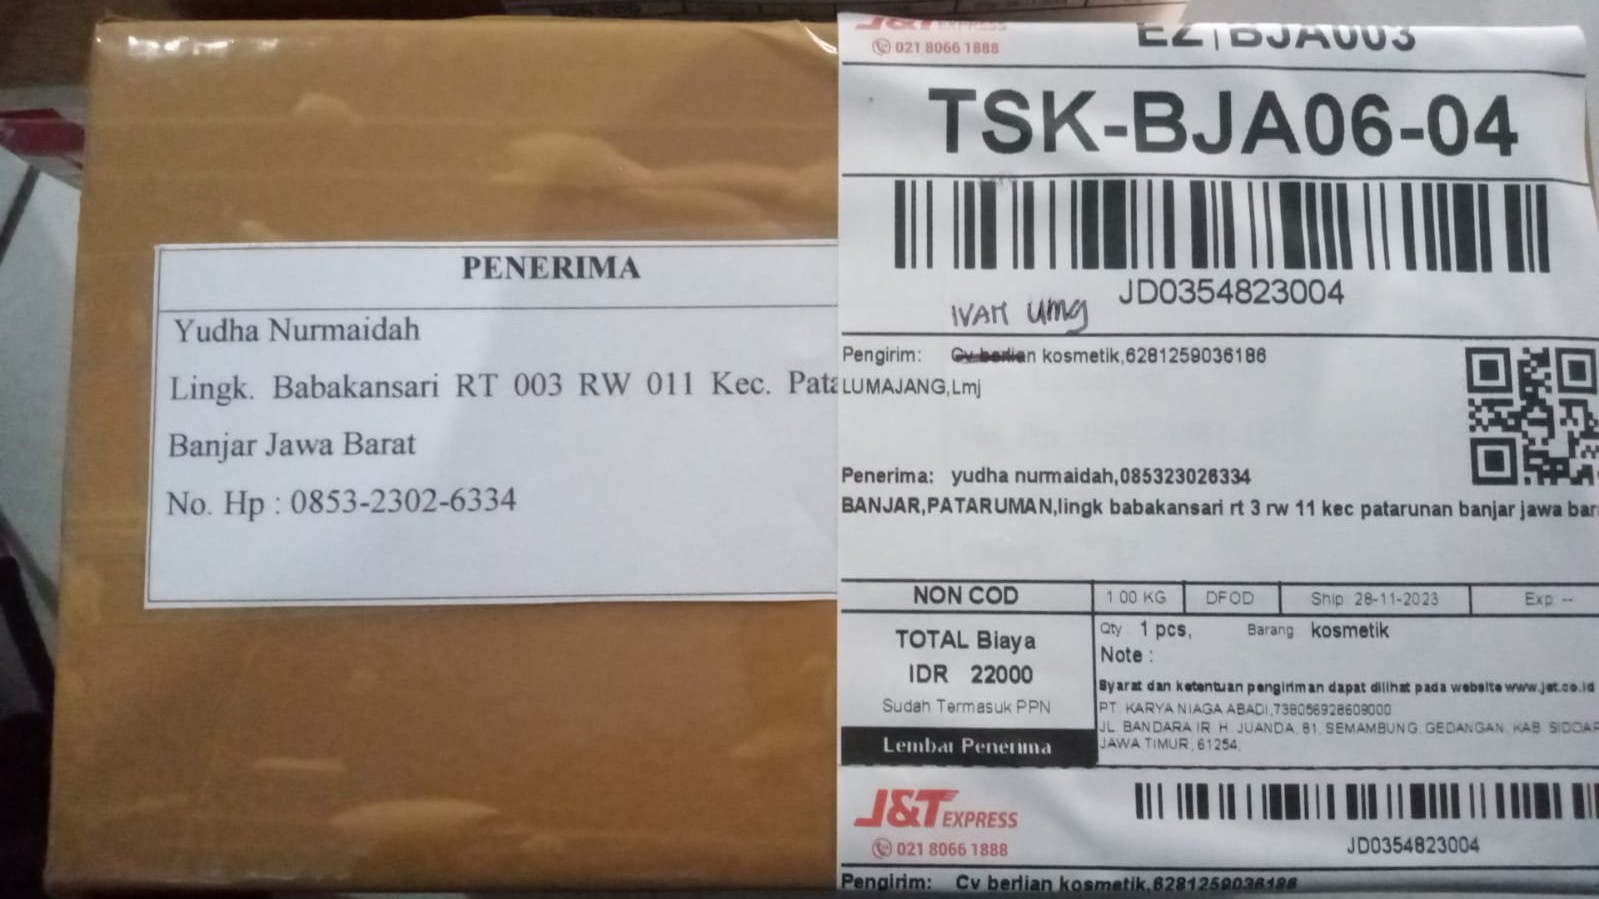 PENERIMA
Yudha Nurmaidah
Lingk. Babakansari RT 003 RW 011 Kec. Pata
Banjar Jawa Barat
No. Hp : 0853-2302-6334
J&T EXPRESS
021 8066 1888
EZ | BJA003
TSK-BJA06-04
JD0354823004
IVAH Umg
Pengirim: Cv berlian kosmetik,6281259036186
LUMAJANG,Lmj
Penerima: yudha nurmaidah,085323026334
BANJAR,PATARUMAN,lingk babakansari rt 3 rw 11 kec patarunan banjar jawa bar
NON COD 1.00 KG DFOD Ship 28-11-2023 Exp --
TOTAL Biaya
IDR 22000
Sudah Termasuk PPN
Lembar Penerima
Qty : 1 pcs, Barang kosmetik
Note :
Syarat dan ketentuan pengiriman dapat dilihat pada website www.jet.co.id
PT. KARYA NIAGA ABADI,738056928609000
JL. BANDARA IR. H. JUANDA, 81, SEMAMBUNG, GEDANGAN, KAB. SIDOAR
JAWA TIMUR, 61254,
J&T EXPRESS
021 8066 1888
JD0354823004
Pengirim: Cv berlian kosmetik,6281259036186